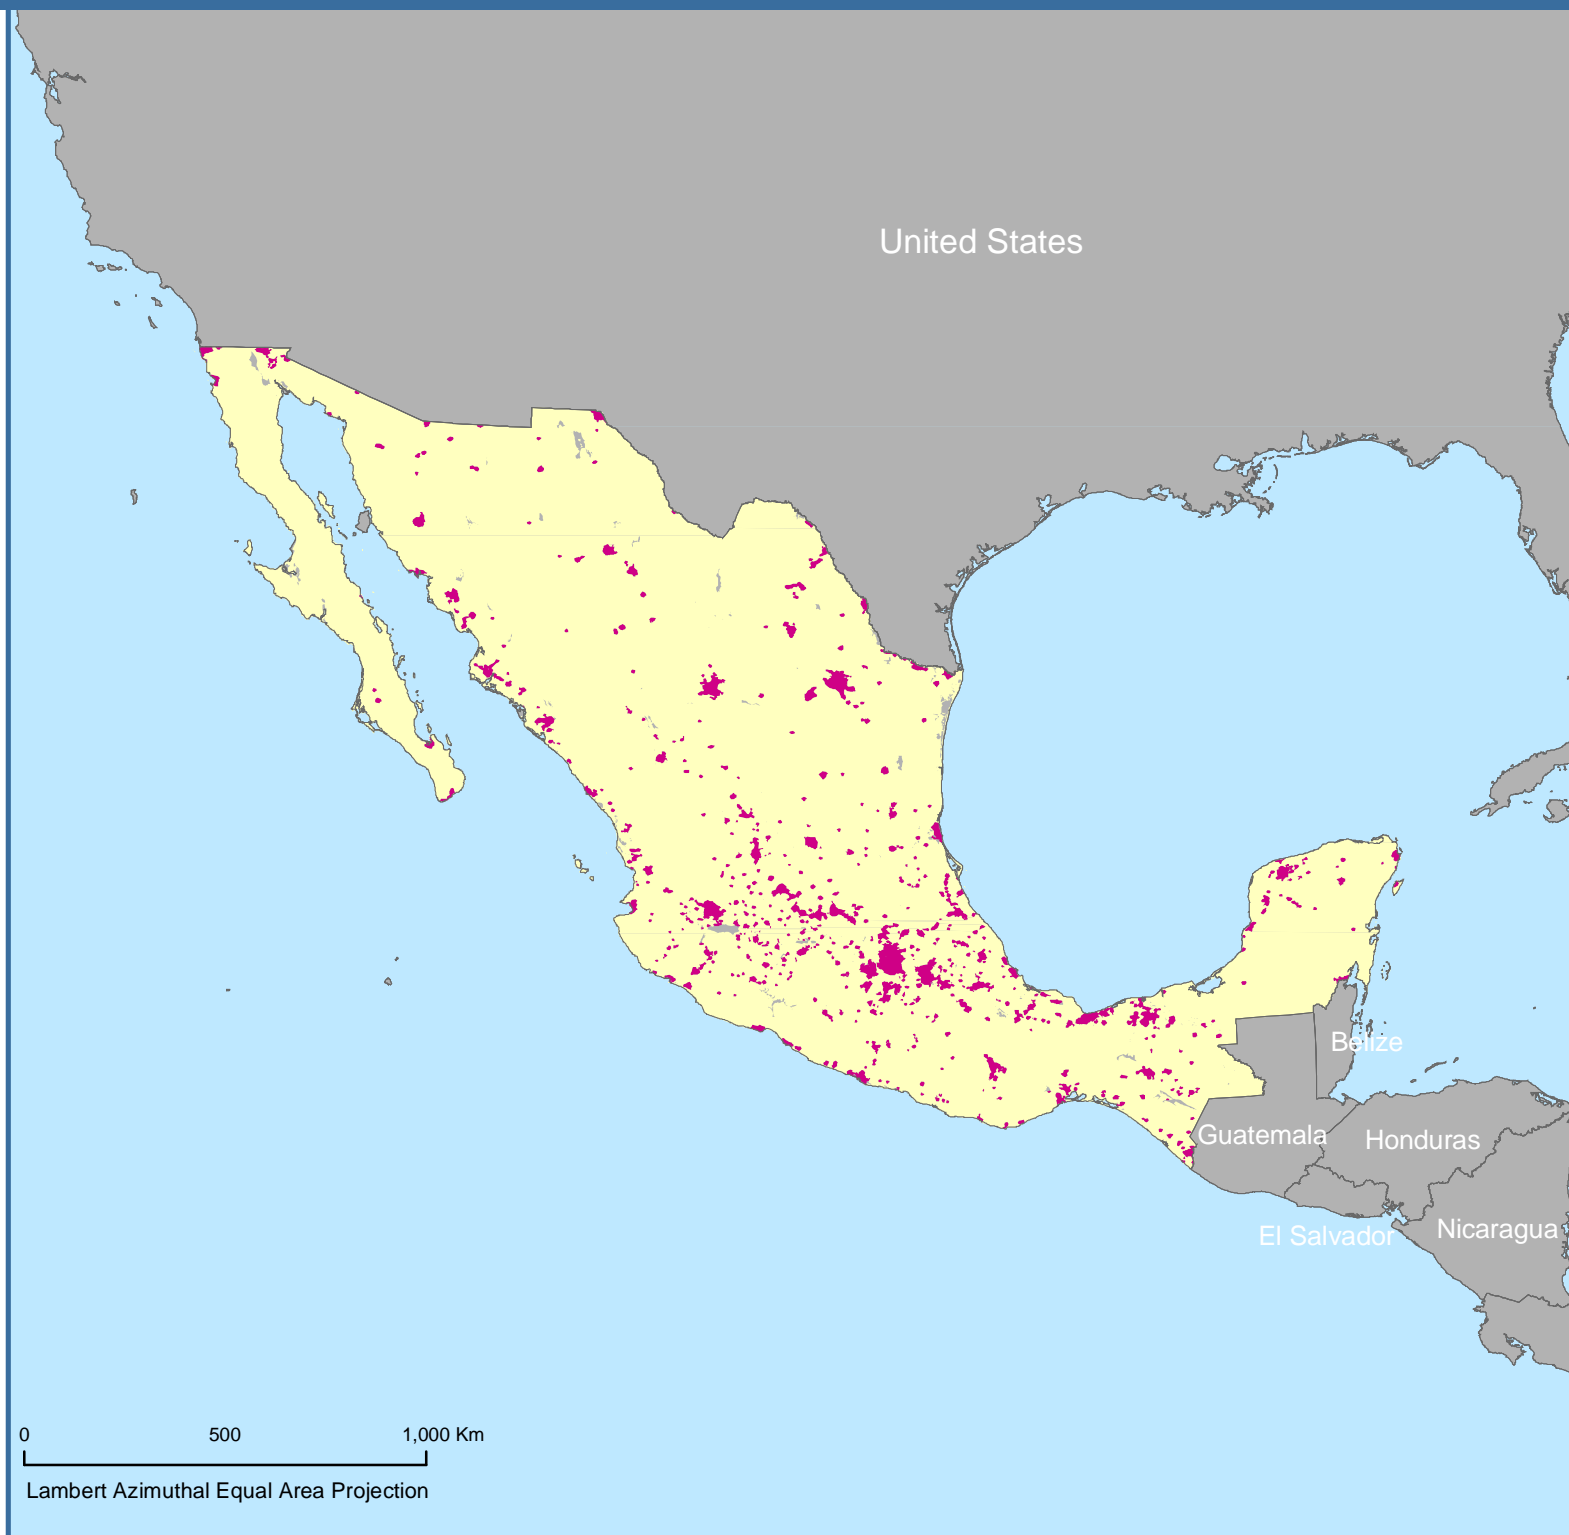 United States
Belize
Guatemala
Honduras
El Salvador
Nicaragua
0 500 1,000 Km
Lambert Azimuthal Equal Area Projection